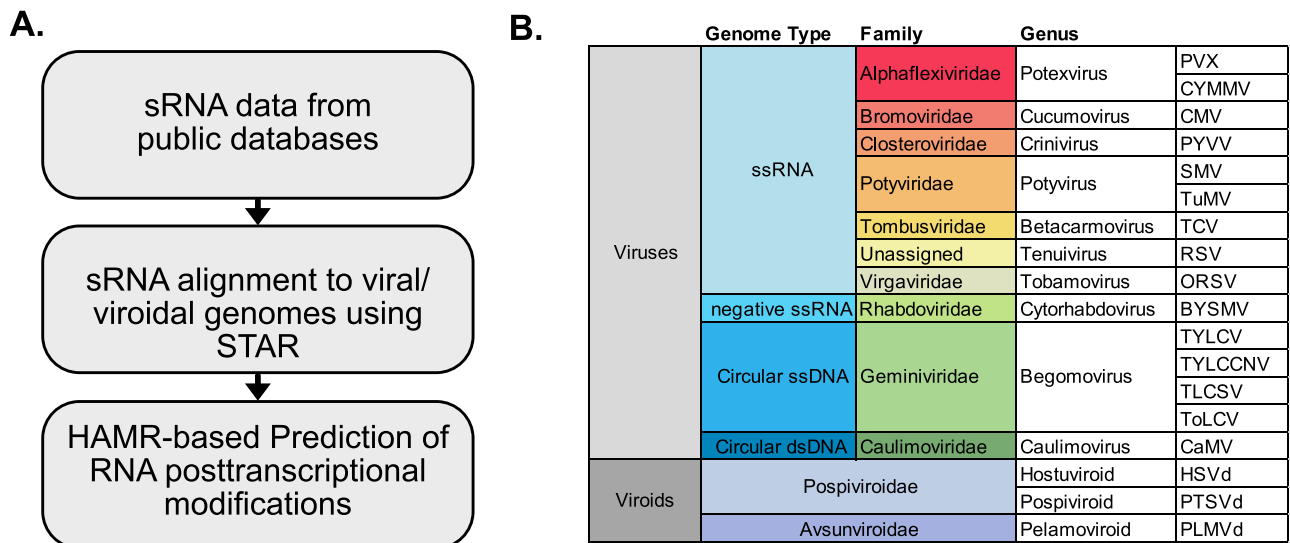 A.
sRNA data from
public databases
sRNA alignment to viral/
viroidal genomes using
STAR
HAMR-based Prediction of
RNA posttranscriptional
modifications
B.
Genome Type Family Genus
Viruses
ssRNA
Alphaflexiviridae Potexvirus PVX
CYMMV
Bromoviridae Cucumovirus CMV
Closteroviridae Crinivirus PYVV
Potyviridae Potyvirus SMV
TuMV
Tombusviridae Betacarmovirus TCV
Unassigned Tenuivirus RSV
Virgaviridae Tobamovirus ORSV
negative ssRNA Rhabdoviridae Cytorhabdovirus BYSMV
Circular ssDNA Geminiviridae Begomovirus TYLCV
TYLCCNV
TLCSV
ToLCV
Circular dsDNA Caulimoviridae Caulimovirus CaMV
Viroids
Pospiviroidae Hostuviroid HSVd
Pospiviroid PTSVd
Avsunviroidae Pelamoviroid PLMVd